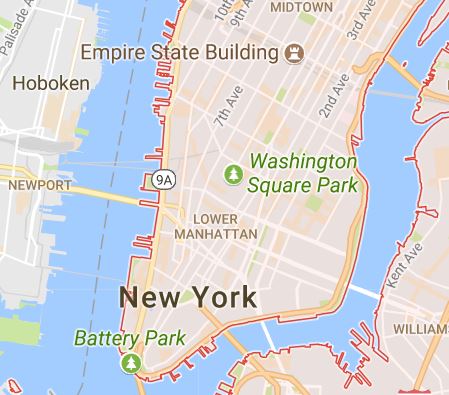 Palisade A
10th
9th A
MIDTOWN
3rd Ave
Empire State Building
Hoboken
7th Ave
2nd Ave
Washington
Square Park
9A
NEWPORT
LOWER
MANHATTAN
Kent Ave
New York
WILLIAMS
Battery Park